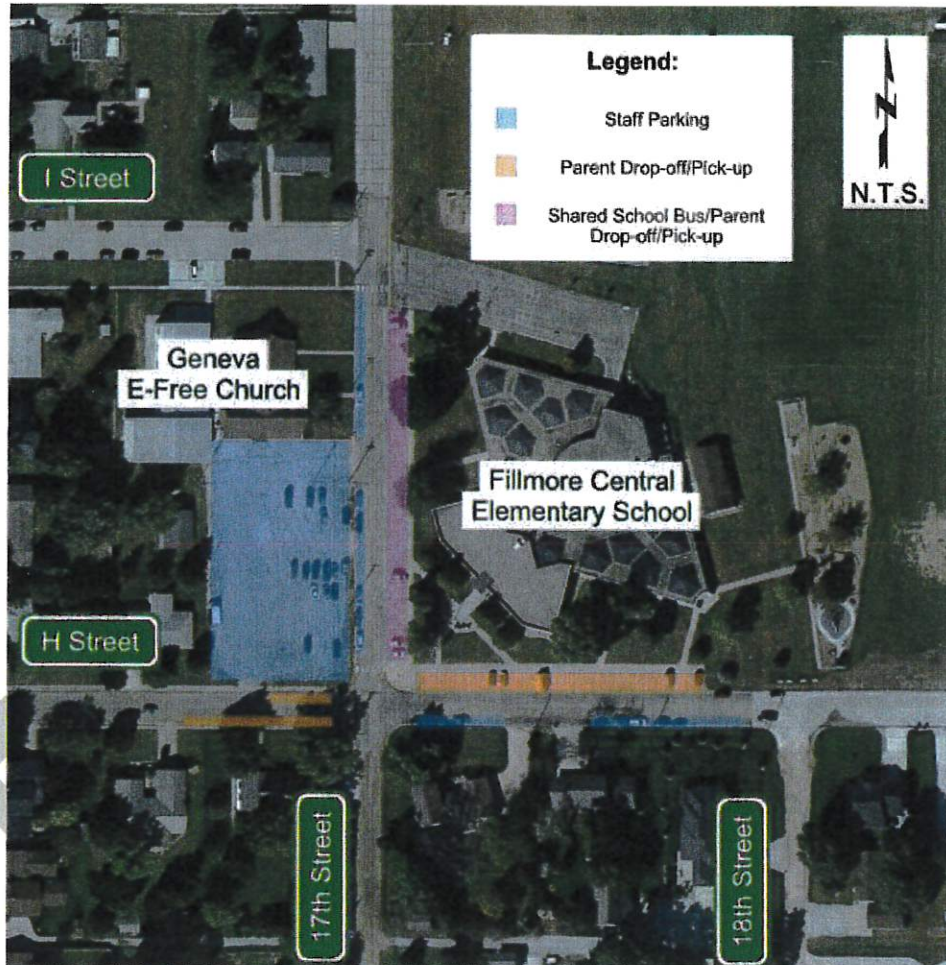 Legend:
Staff Parking
Parent Drop-off/Pick-up
Shared School Bus/Parent
Drop-off/Pick-up
N
N.T.S.
I Street
Geneva
E-Free Church
Fillmore Central
Elementary School
H Street
17th Street
18th Street